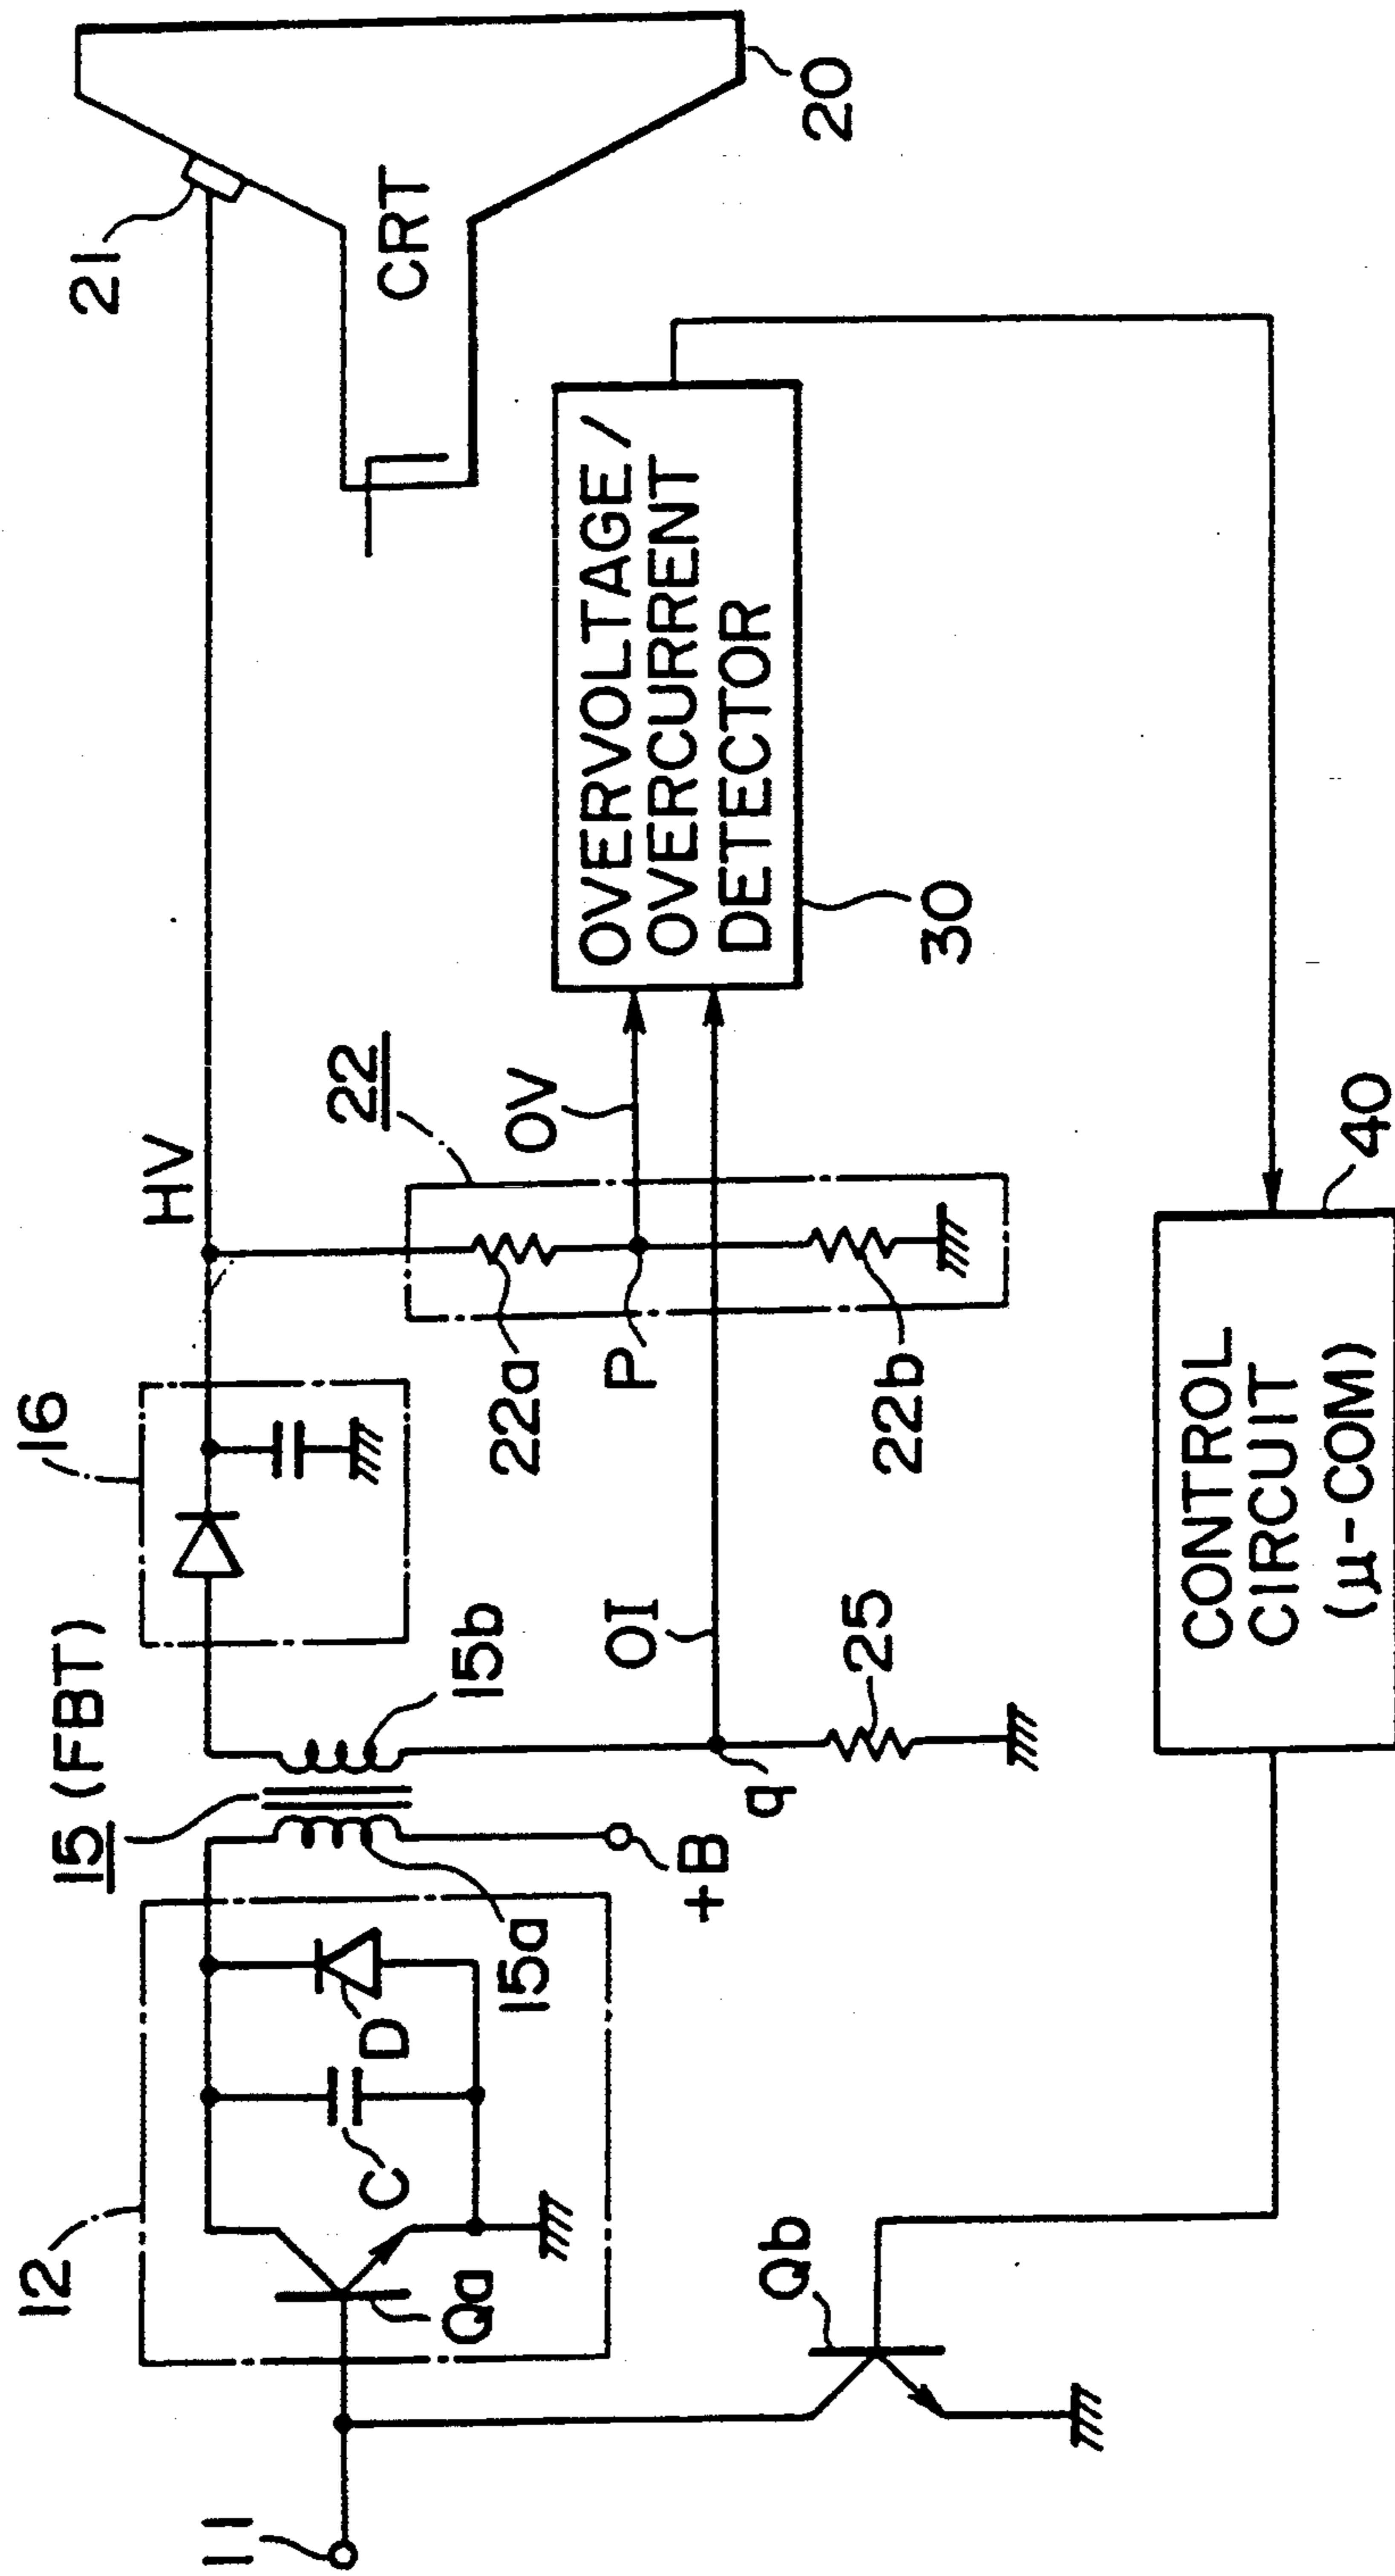 15 (FBT)
16
HV
21
12
22
CRT
20
15b
22a
OV
OVERVOLTAGE /
OVERCURRENT
DETECTOR
D
C
Qa
15a
OI
P
11
+B
q
25
22b
30
Qb
CONTROL
CIRCUIT
(μ-COM)
40